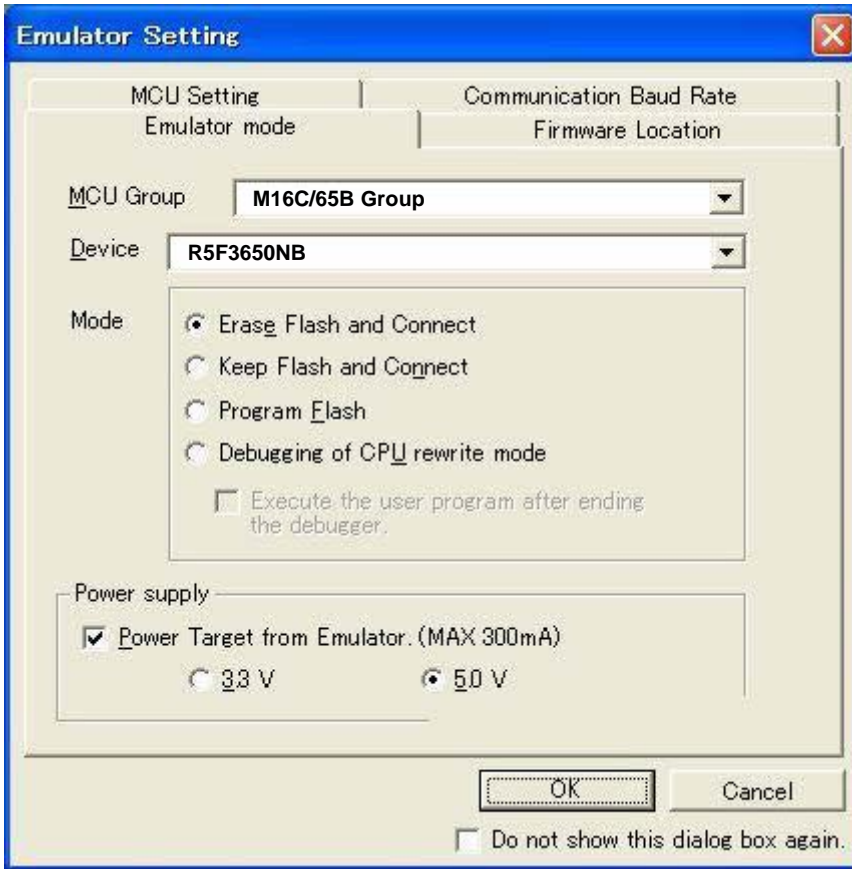 Emulator Setting
MCU Setting
Communication Baud Rate
Emulator mode
Firmware Location
MCU Group
M16C/65B Group
Device
R5F3650NB
Mode
Erase Flash and Connect
Keep Flash and Connect
Program Flash
Debugging of CPU rewrite mode
Execute the user program after ending
the debugger.
Power supply
Power Target from Emulator. (MAX 300mA)
3.3 V
5.0 V
OK
Cancel
Do not show this dialog box again.